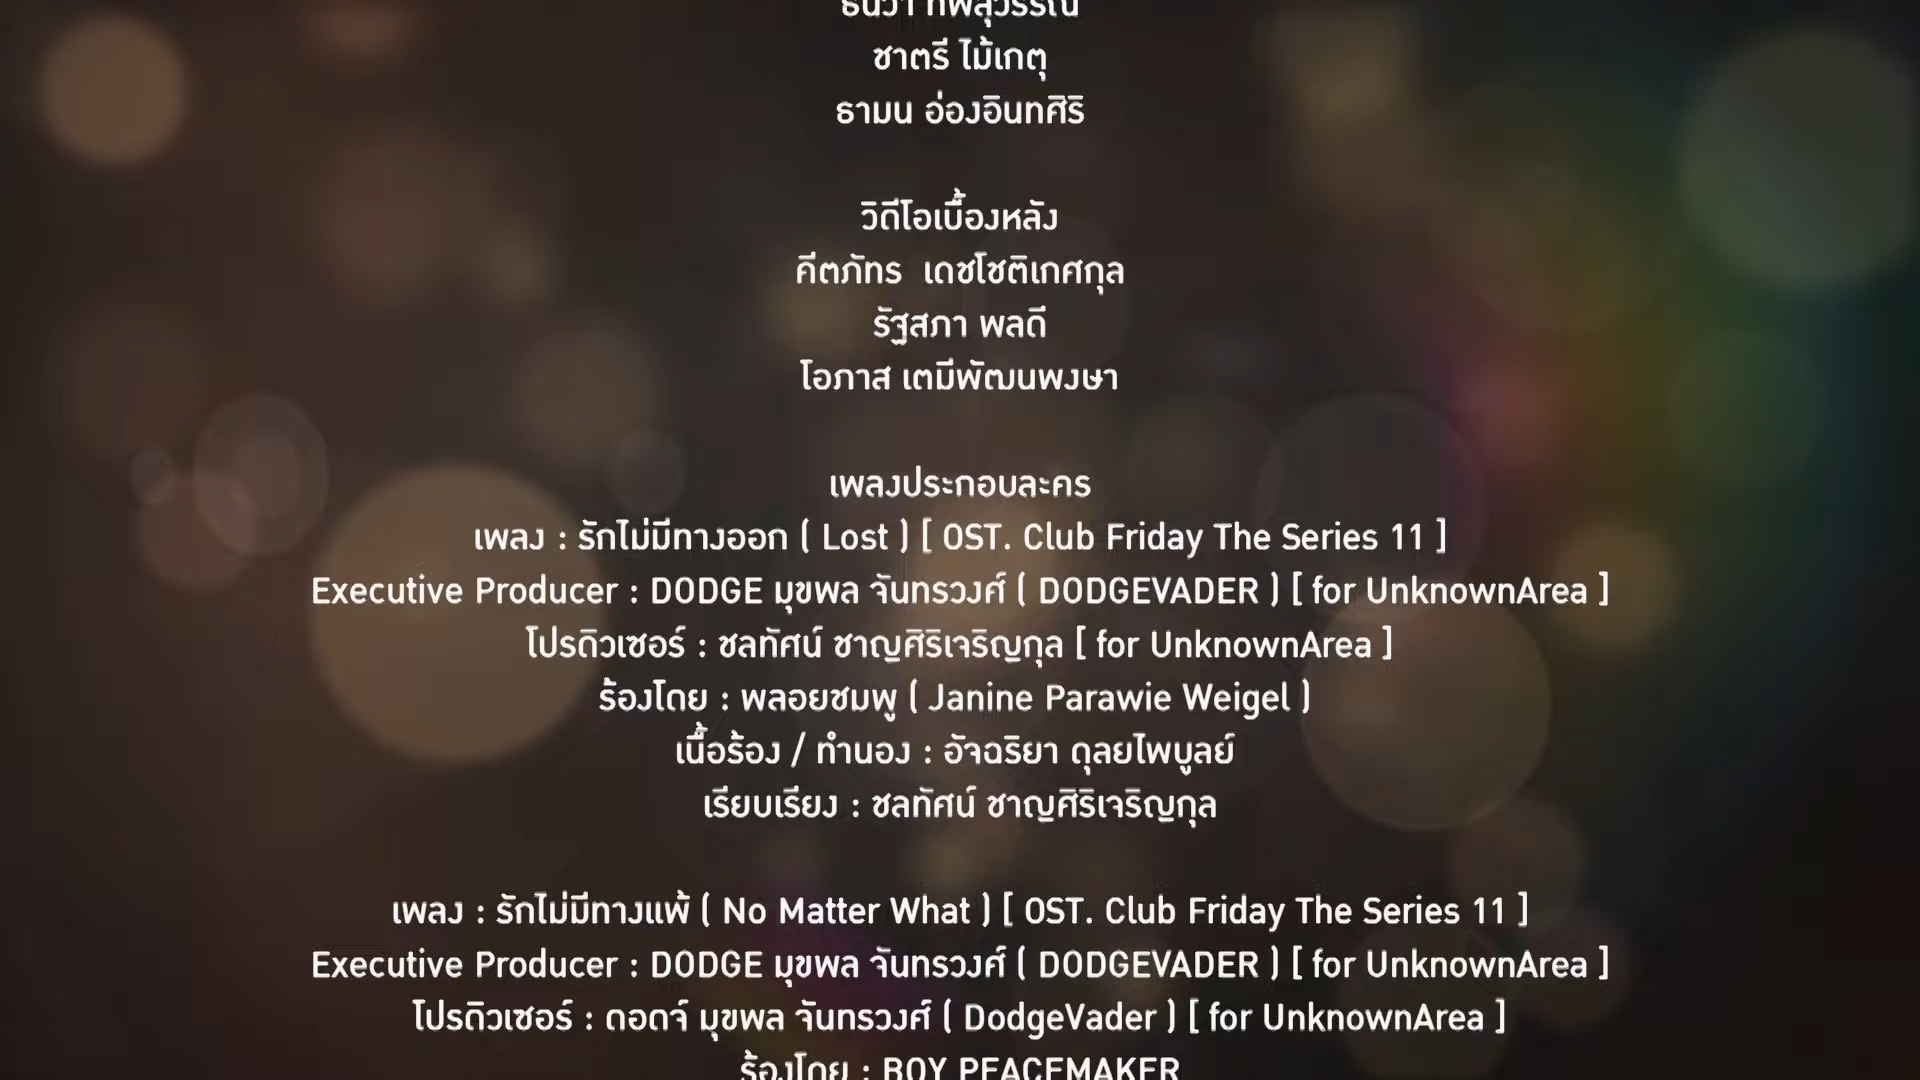 ธันวา ทิพสุวรรณ
ชาตรี ไม้เกตุ
ธามน อ่องอินทศิริ
วิดีโอเบื้องหลัง
คีตภัทร เดชโชติเกศกุล
รัฐสภา พลดี
โอภาส เตมีพัฒนพงษา
เพลงประกอบละคร
เพลง : รักไม่มีทางออก ( Lost ) [ OST. Club Friday The Series 11 ]
Executive Producer : DODGE มุขพล จันทรวงศ์ ( DODGEVADER ) [ for UnknownArea ]
โปรดิวเซอร์ : ชลทัศน์ ชาญศิริเจริญกุล [ for UnknownArea ]
ร้องโดย : พลอยชมพู ( Janine Parawie Weigel )
เนื้อร้อง / ทำนอง : อัจฉริยา ดุลยไพบูลย์
เรียบเรียง : ชลทัศน์ ชาญศิริเจริญกุล
เพลง : รักไม่มีทางแพ้ ( No Matter What ) [ OST. Club Friday The Series 11 ]
Executive Producer : DODGE มุขพล จันทรวงศ์ ( DODGEVADER ) [ for UnknownArea ]
โปรดิวเซอร์ : ดอดจ์ มุขพล จันทรวงศ์ ( DodgeVader ) [ for UnknownArea ]
ร้องโดย : BOY PEACEMAKER